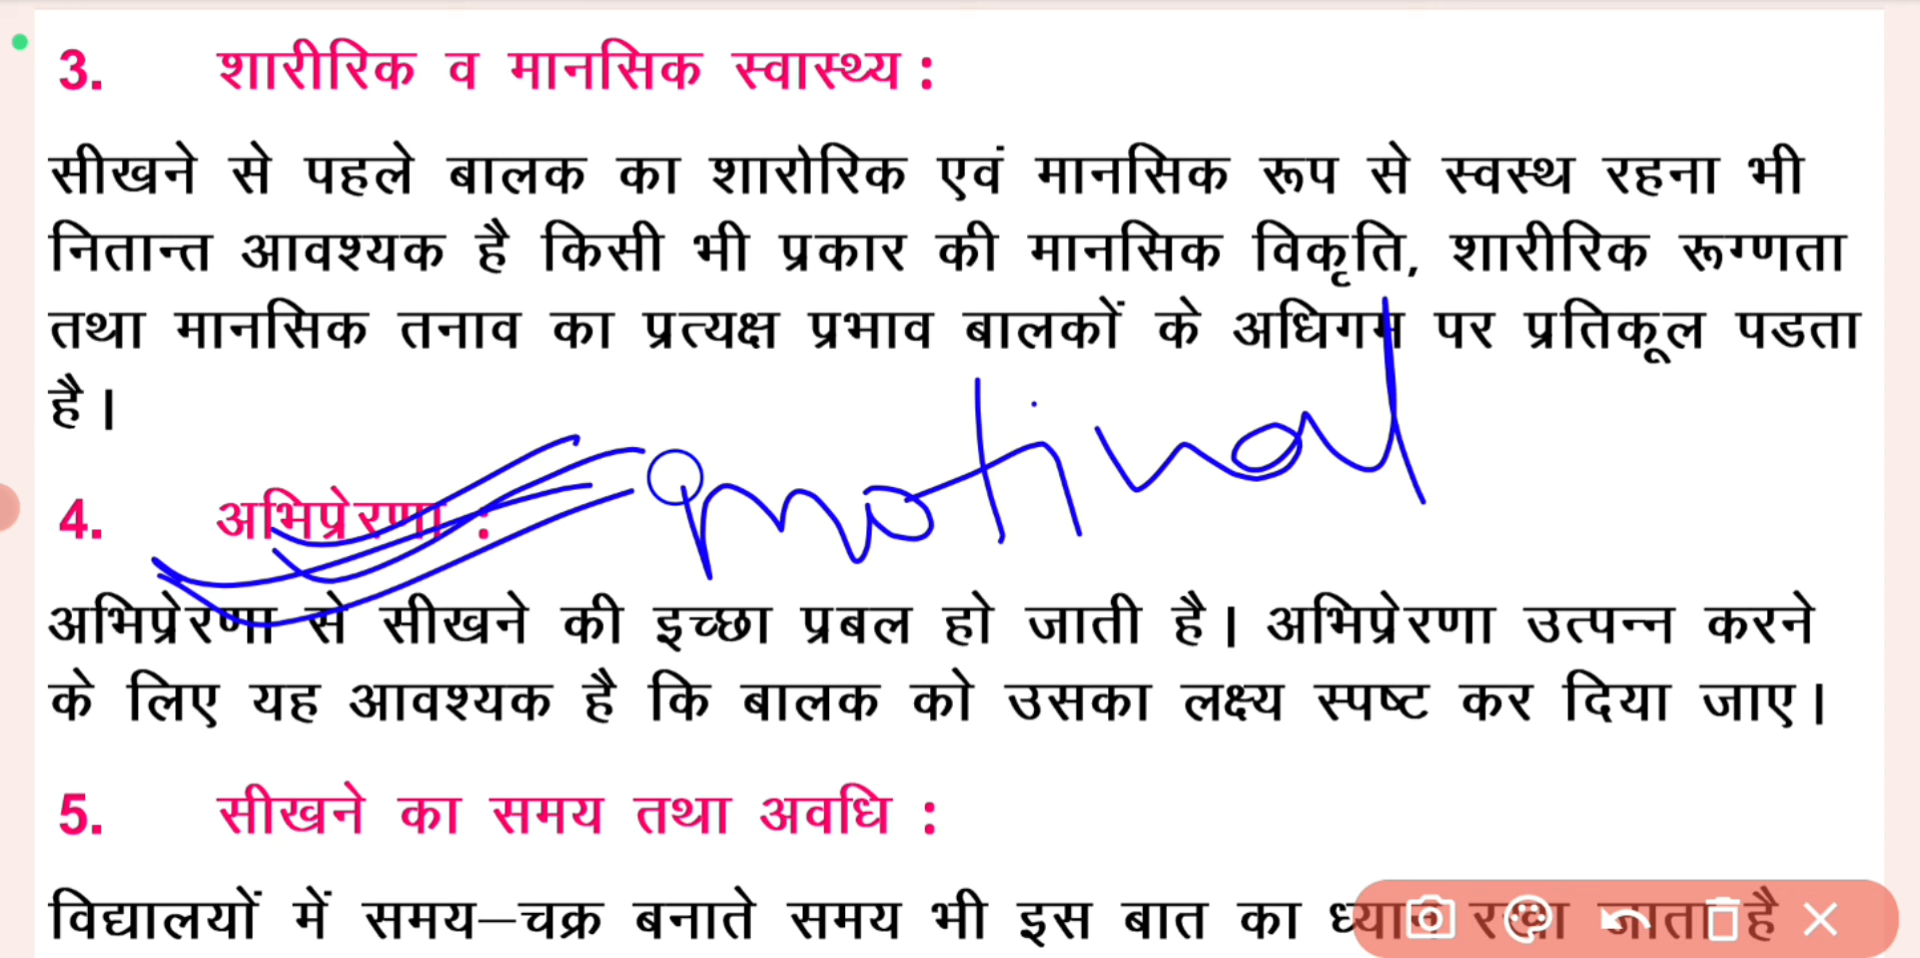 3. शारीरिक व मानसिक स्वास्थ्य :
सीखने से पहले बालक का शारोरिक एवं मानसिक रूप से स्वस्थ रहना भी
नितान्त आवश्यक है किसी भी प्रकार की मानसिक विकृति, शारीरिक रूग्णता
तथा मानसिक तनाव का प्रत्यक्ष प्रभाव बालकों के अधिगम पर प्रतिकूल पडता
है।
4. अभिप्रेरणा :
अभिप्रेरणा से सीखने की इच्छा प्रबल हो जाती है। अभिप्रेरणा उत्पन्न करने
के लिए यह आवश्यक है कि बालक को उसका लक्ष्य स्पष्ट कर दिया जाए।
5. सीखने का समय तथा अवधि :
विद्यालयों में समय–चक्र बनाते समय भी इस बात का ध्यान रखा जाता है